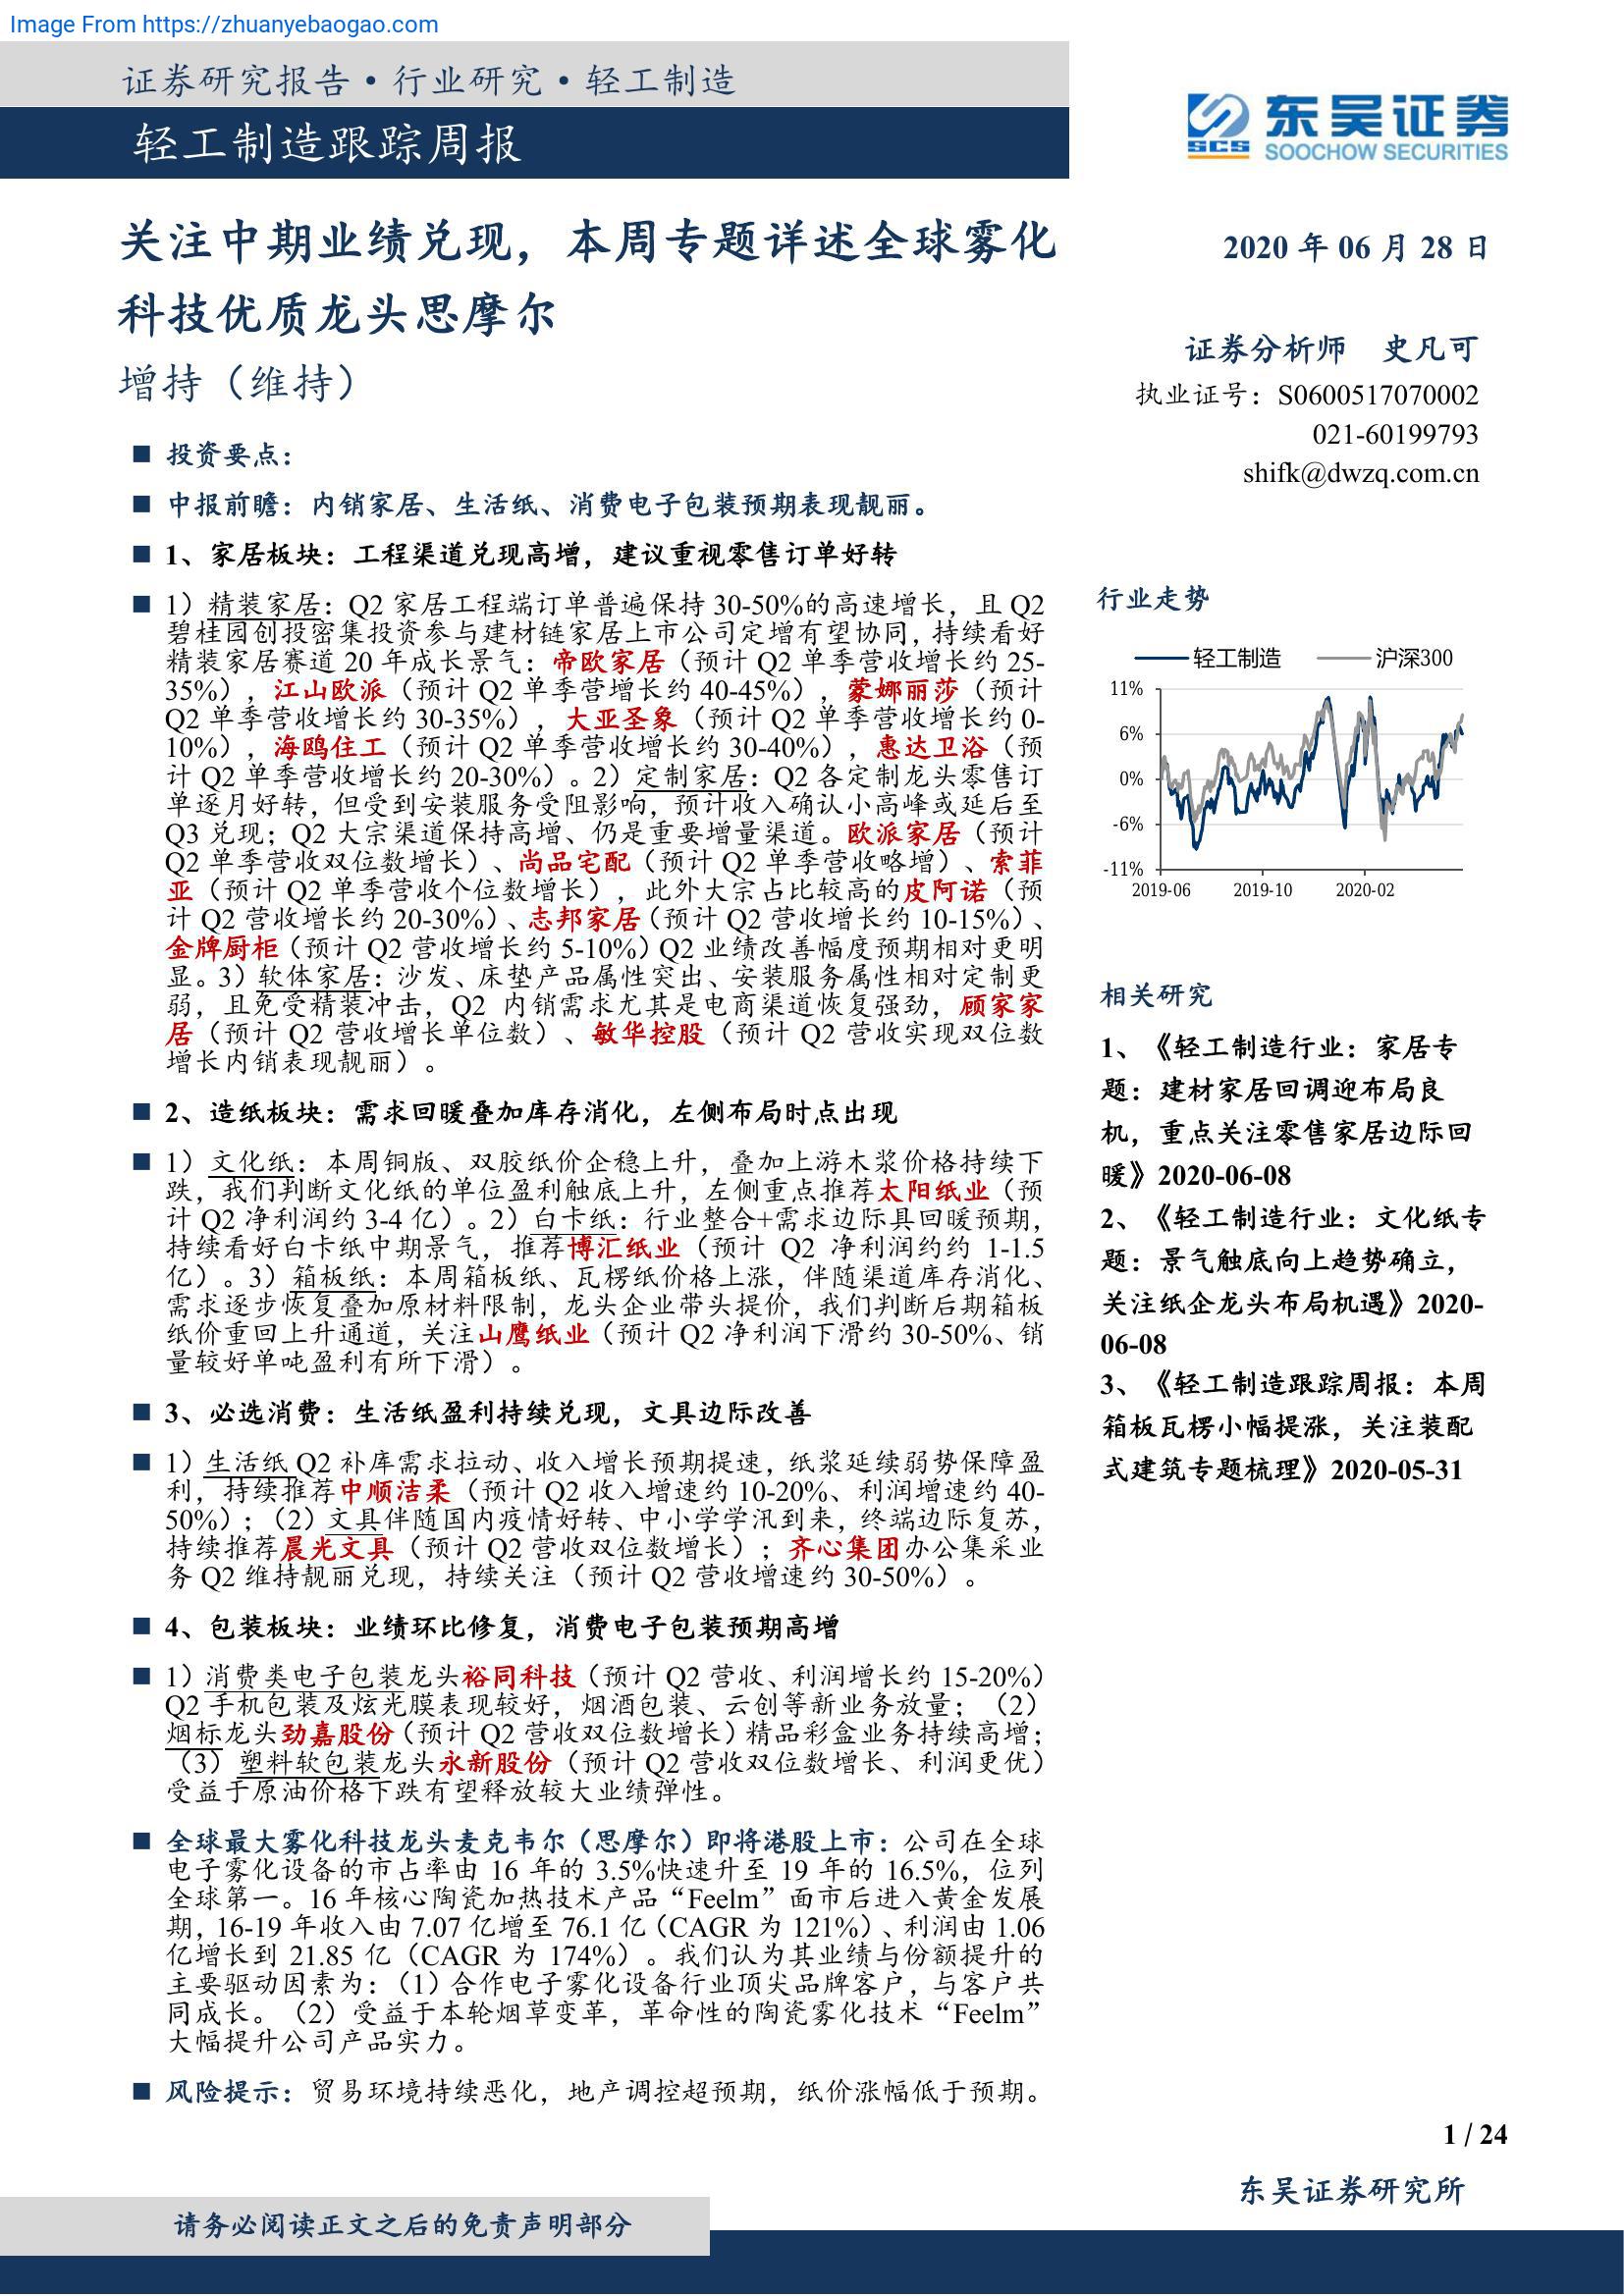 Image From https://zhuanyebaogao.com
证券研究报告·行业研究·轻工制造
轻工制造跟踪周报
东吴证券
SCS
SOOCHOW SECURITIES
关注中期业绩兑现，本周专题详述全球雾化
科技优质龙头思摩尔
增持（维持）
■ 投资要点：
■ 中报前瞻：内销家居、生活纸、消费电子包装预期表现靓丽。
■ 1、家居板块：工程渠道兑现高增，建议重视零售订单好转
■ 1）精装家居：Q2 家居工程端订单普遍保持 30-50%的高速增长，且 Q2
碧桂园创投密集投资参与建材链家居上市公司定增有望协同，持续看好
精装家居赛道 20 年成长景气：帝欧家居（预计 Q2 单季营收增长约 25-
35%），江山欧派（预计 Q2 单季营增长约 40-45%），蒙娜丽莎（预计
Q2 单季营收增长约 30-35%），大亚圣象（预计 Q2 单季营收增长约 0-
10%），海鸥住工（预计 Q2 单季营收增长约 30-40%），惠达卫浴（预
计 Q2 单季营收增长约 20-30%）。2）定制家居：Q2 各定制龙头零售订
单逐月好转，但受到安装服务受阻影响，预计收入确认小高峰或延后至
Q3 兑现；Q2 大宗渠道保持高增、仍是重要增量渠道。欧派家居（预计
Q2 单季营收双位数增长）、尚品宅配（预计 Q2 单季营收略增）、索菲
亚（预计 Q2 单季营收个位数增长），此外大宗占比较高的皮阿诺（预
计 Q2 营收增长约 20-30%）、志邦家居（预计 Q2 营收增长约 10-15%）、
金牌厨柜（预计 Q2 营收增长约 5-10%）Q2 业绩改善幅度预期相对更明
显。3）软体家居：沙发、床垫产品属性突出、安装服务属性相对定制更
弱，且免受精装冲击，Q2 内销需求尤其是电商渠道恢复强劲，顾家家
居（预计 Q2 营收增长单位数）、敏华控股（预计 Q2 营收实现双位数
增长内销表现靓丽）。
■ 2、造纸板块：需求回暖叠加库存消化，左侧布局时点出现
■ 1）文化纸：本周铜版、双胶纸价企稳上升，叠加上游木浆价格持续下
跌，我们判断文化纸的单位盈利触底上升，左侧重点推荐太阳纸业（预
计 Q2 净利润约 3-4 亿）。2）白卡纸：行业整合+需求边际具回暖预期，
持续看好白卡纸中期景气，推荐博汇纸业（预计 Q2 净利润约约 1-1.5
亿）。3）箱板纸：本周箱板纸、瓦楞纸价格上涨，伴随渠道库存消化、
需求逐步恢复叠加原材料限制，龙头企业带头提价，我们判断后期箱板
纸价重回上升通道，关注山鹰纸业（预计 Q2 净利润下滑约 30-50%、销
量较好单吨盈利有所下滑）。
■ 3、必选消费：生活纸盈利持续兑现，文具边际改善
■ 1）生活纸 Q2 补库需求拉动、收入增长预期提速，纸浆延续弱势保障盈
利，持续推荐中顺洁柔（预计 Q2 收入增速约 10-20%、利润增速约 40-
50%）；（2）文具伴随国内疫情好转、中小学学汛到来，终端边际复苏，
持续推荐晨光文具（预计 Q2 营收双位数增长）；齐心集团办公集采业
务 Q2 维持靓丽兑现，持续关注（预计 Q2 营收增速约 30-50%）。
■ 4、包装板块：业绩环比修复，消费电子包装预期高增
■ 1）消费类电子包装龙头裕同科技（预计 Q2 营收、利润增长约 15-20%）
Q2 手机包装及炫光膜表现较好，烟酒包装、云创等新业务放量；（2）
烟标龙头劲嘉股份（预计 Q2 营收双位数增长）精品彩盒业务持续高增；
（3）塑料软包装龙头永新股份（预计 Q2 营收双位数增长、利润更优）
受益于原油价格下跌有望释放较大业绩弹性。
■ 全球最大雾化科技龙头麦克韦尔（思摩尔）即将港股上市：公司在全球
电子雾化设备的市占率由 16 年的 3.5%快速升至 19 年的 16.5%，位列
全球第一。16 年核心陶瓷加热技术产品“Feelm”面市后进入黄金发展
期，16-19 年收入由 7.07 亿增至 76.1 亿（CAGR 为 121%）、利润由 1.06
亿增长到 21.85 亿（CAGR 为 174%）。我们认为其业绩与份额提升的
主要驱动因素为：（1）合作电子雾化设备行业顶尖品牌客户，与客户共
同成长。（2）受益于本轮烟草变革，革命性的陶瓷雾化技术“Feelm”
大幅提升公司产品实力。
■ 风险提示：贸易环境持续恶化，地产调控超预期，纸价涨幅低于预期。
2020 年 06 月 28 日
证券分析师 史凡可
执业证号：S0600517070002
021-60199793
shifk@dwzq.com.cn
行业走势
轻工制造 沪深300
11%
6%
0%
-6%
-11%
2019-06 2019-10 2020-02
相关研究
1、《轻工制造行业：家居专
题：建材家居回调迎布局良
机，重点关注零售家居边际回
暖》2020-06-08
2、《轻工制造行业：文化纸专
题：景气触底向上趋势确立，
关注纸企龙头布局机遇》2020-
06-08
3、《轻工制造跟踪周报：本周
箱板瓦楞小幅提涨，关注装配
式建筑专题梳理》2020-05-31
1 / 24
东吴证券研究所
请务必阅读正文之后的免责声明部分